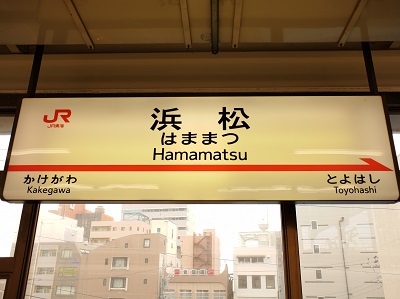 JR
JR東海
浜松
はままつ
Hamamatsu
かけがわ
Kakegawa
とよはし
Toyohashi